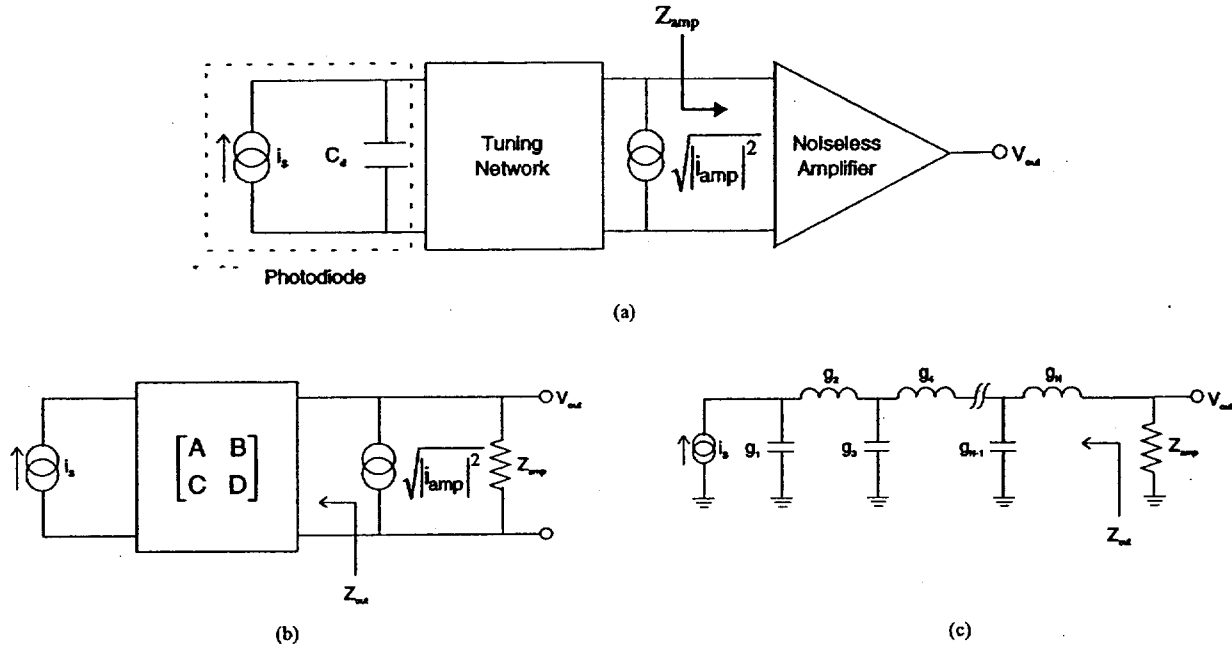 Z_amp
i_s
C_d
Tuning
Network
√|i_amp|²
Noiseless
Amplifier
V_out
Photodiode
(a)
i_s
[A B
C D]
√|i_amp|²
Z_amp
V_out
Z_out
(b)
g_2
g_4
g_N
V_out
i_s
g_1
g_3
g_N-1
Z_amp
Z_out
(c)